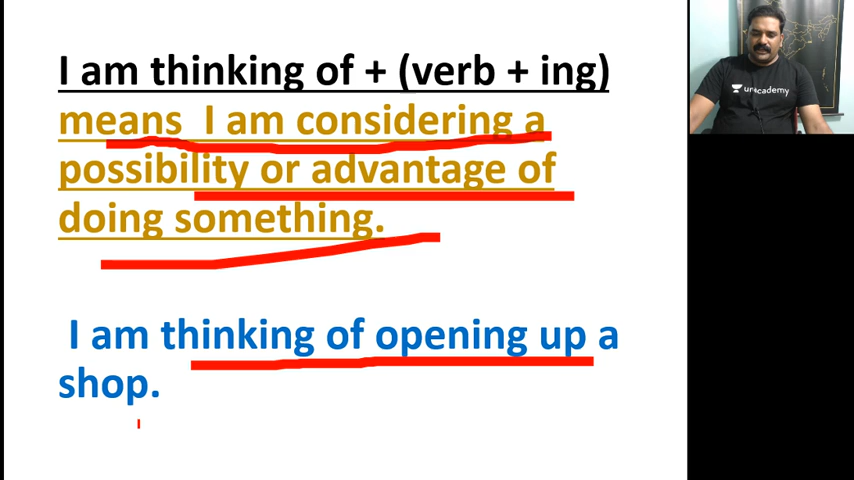 I am thinking of + (verb + ing)
means I am considering a
possibility or advantage of
doing something.
I am thinking of opening up a
shop.
unacademy